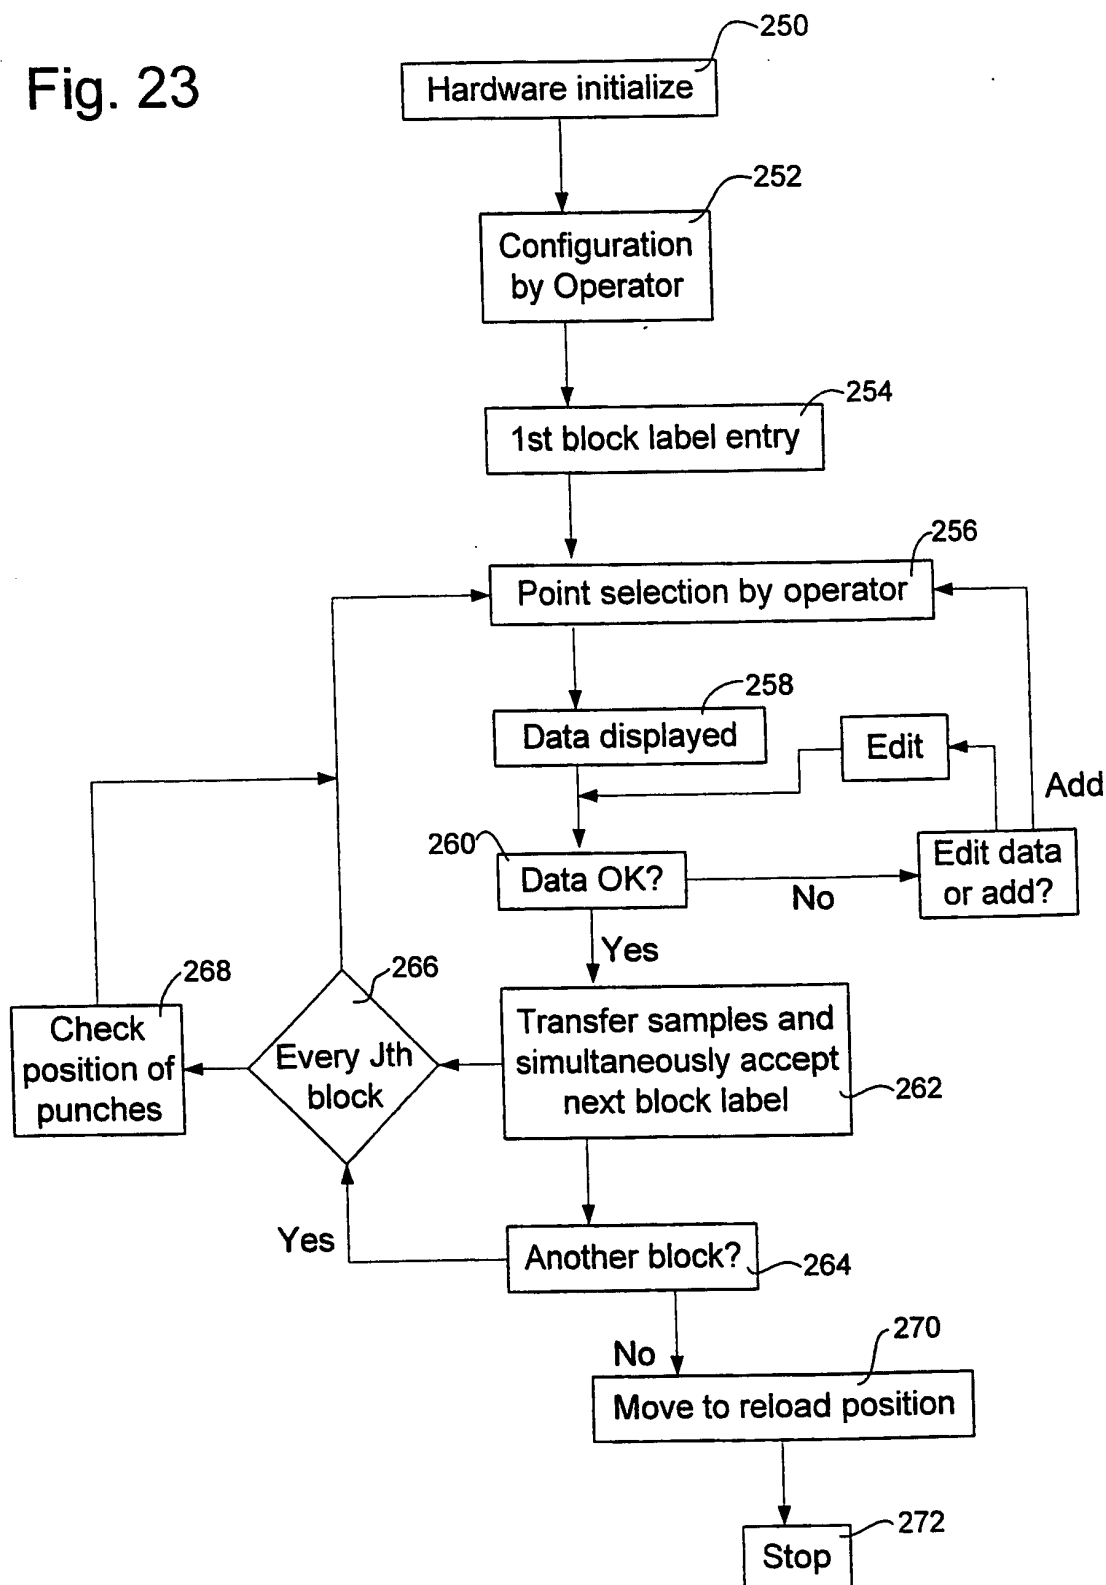 Fig. 23
250
Hardware initialize
252
Configuration
by Operator
254
1st block label entry
256
Point selection by operator
258
Data displayed
Edit
Add
260
Data OK?
No
Edit data
or add?
Yes
268
266
Check
position of
punches
Every Jth
block
Transfer samples and
simultaneously accept
next block label
262
Yes
Another block?
264
No
270
Move to reload position
272
Stop